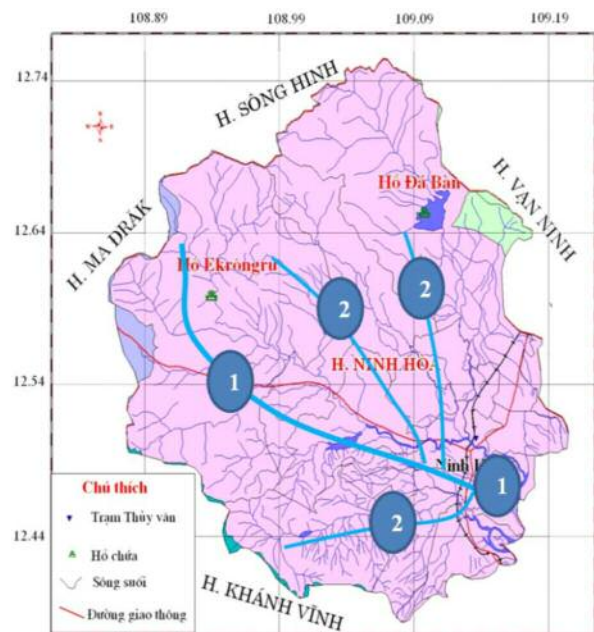 108.89 108.99 109.09 109.19
12.74
H. SÔNG HINH
Hồ Đá Bàn
H. VẠN NINH
12.64
H. MA DRĂK
Hồ Ekrôngru
2
2
12.54
1
H. NINH HÒA
Ninh
1
Chú thích
Trạm Thủy văn
2
Hồ chứa
12.44
Sông suối
H. KHÁNH VĨNH
Đường giao thông